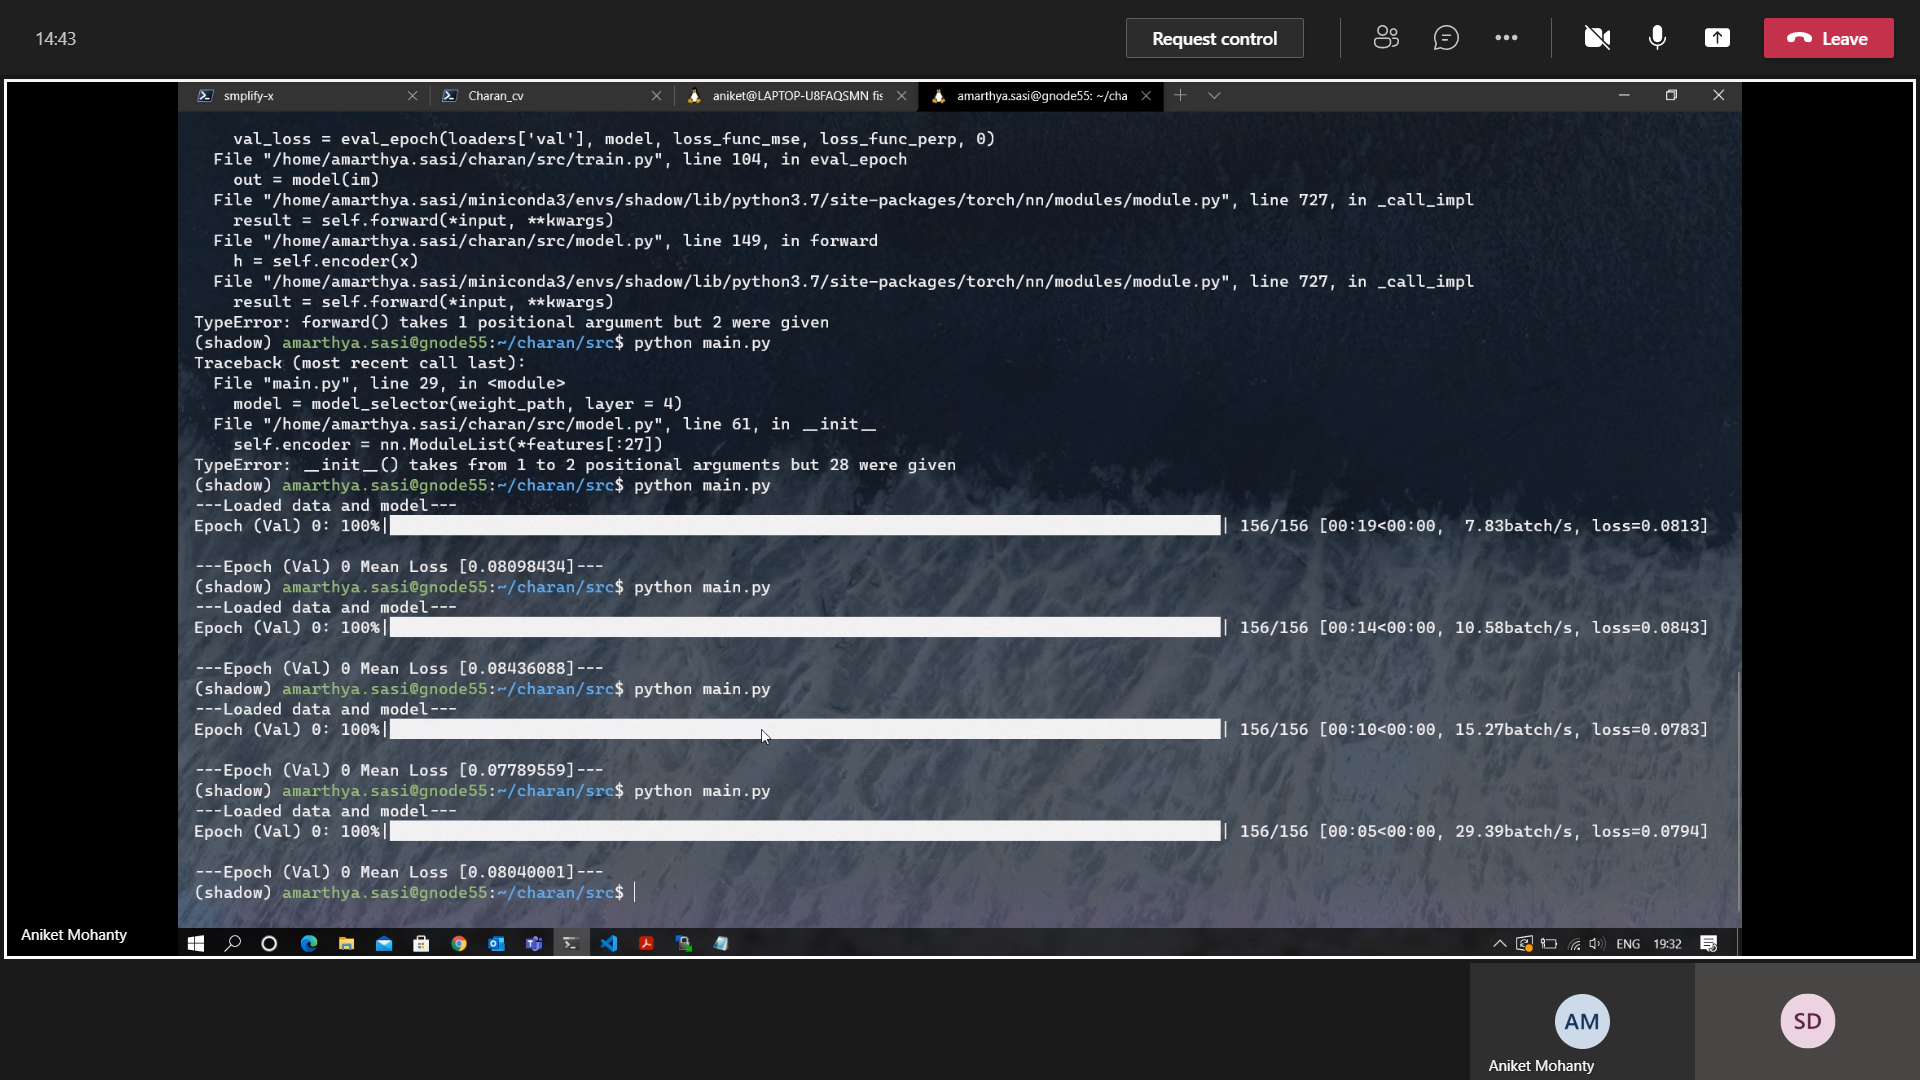 14:43
Request control
Leave
smplify-x
Charan_cv
aniket@LAPTOP-U8FAQSMN fis
amarthya.sasi@gnode55: ~/cha
val_loss = eval_epoch(loaders['val'], model, loss_func_mse, loss_func_perp, 0)
File "/home/amarthya.sasi/charan/src/train.py", line 104, in eval_epoch
out = model(im)
File "/home/amarthya.sasi/miniconda3/envs/shadow/lib/python3.7/site-packages/torch/nn/modules/module.py", line 727, in _call_impl
result = self.forward(*input, **kwargs)
File "/home/amarthya.sasi/charan/src/model.py", line 149, in forward
h = self.encoder(x)
File "/home/amarthya.sasi/miniconda3/envs/shadow/lib/python3.7/site-packages/torch/nn/modules/module.py", line 727, in _call_impl
result = self.forward(*input, **kwargs)
TypeError: forward() takes 1 positional argument but 2 were given
(shadow) amarthya.sasi@gnode55:~/charan/src$ python main.py
Traceback (most recent call last):
File "main.py", line 29, in <module>
model = model_selector(weight_path, layer = 4)
File "/home/amarthya.sasi/charan/src/model.py", line 61, in __init__
self.encoder = nn.ModuleList(*features[:27])
TypeError: __init__() takes from 1 to 2 positional arguments but 28 were given
(shadow) amarthya.sasi@gnode55:~/charan/src$ python main.py
---Loaded data and model---
Epoch (Val) 0: 100%| | 156/156 [00:19<00:00, 7.83batch/s, loss=0.0813]
---Epoch (Val) 0 Mean Loss [0.08098434]---
(shadow) amarthya.sasi@gnode55:~/charan/src$ python main.py
---Loaded data and model---
Epoch (Val) 0: 100%| | 156/156 [00:14<00:00, 10.58batch/s, loss=0.0843]
---Epoch (Val) 0 Mean Loss [0.08436088]---
(shadow) amarthya.sasi@gnode55:~/charan/src$ python main.py
---Loaded data and model---
Epoch (Val) 0: 100%| | 156/156 [00:10<00:00, 15.27batch/s, loss=0.0783]
---Epoch (Val) 0 Mean Loss [0.07789559]---
(shadow) amarthya.sasi@gnode55:~/charan/src$ python main.py
---Loaded data and model---
Epoch (Val) 0: 100%| | 156/156 [00:05<00:00, 29.39batch/s, loss=0.0794]
---Epoch (Val) 0 Mean Loss [0.08040001]---
(shadow) amarthya.sasi@gnode55:~/charan/src$
Aniket Mohanty
ENG
19:32
AM
SD
Aniket Mohanty